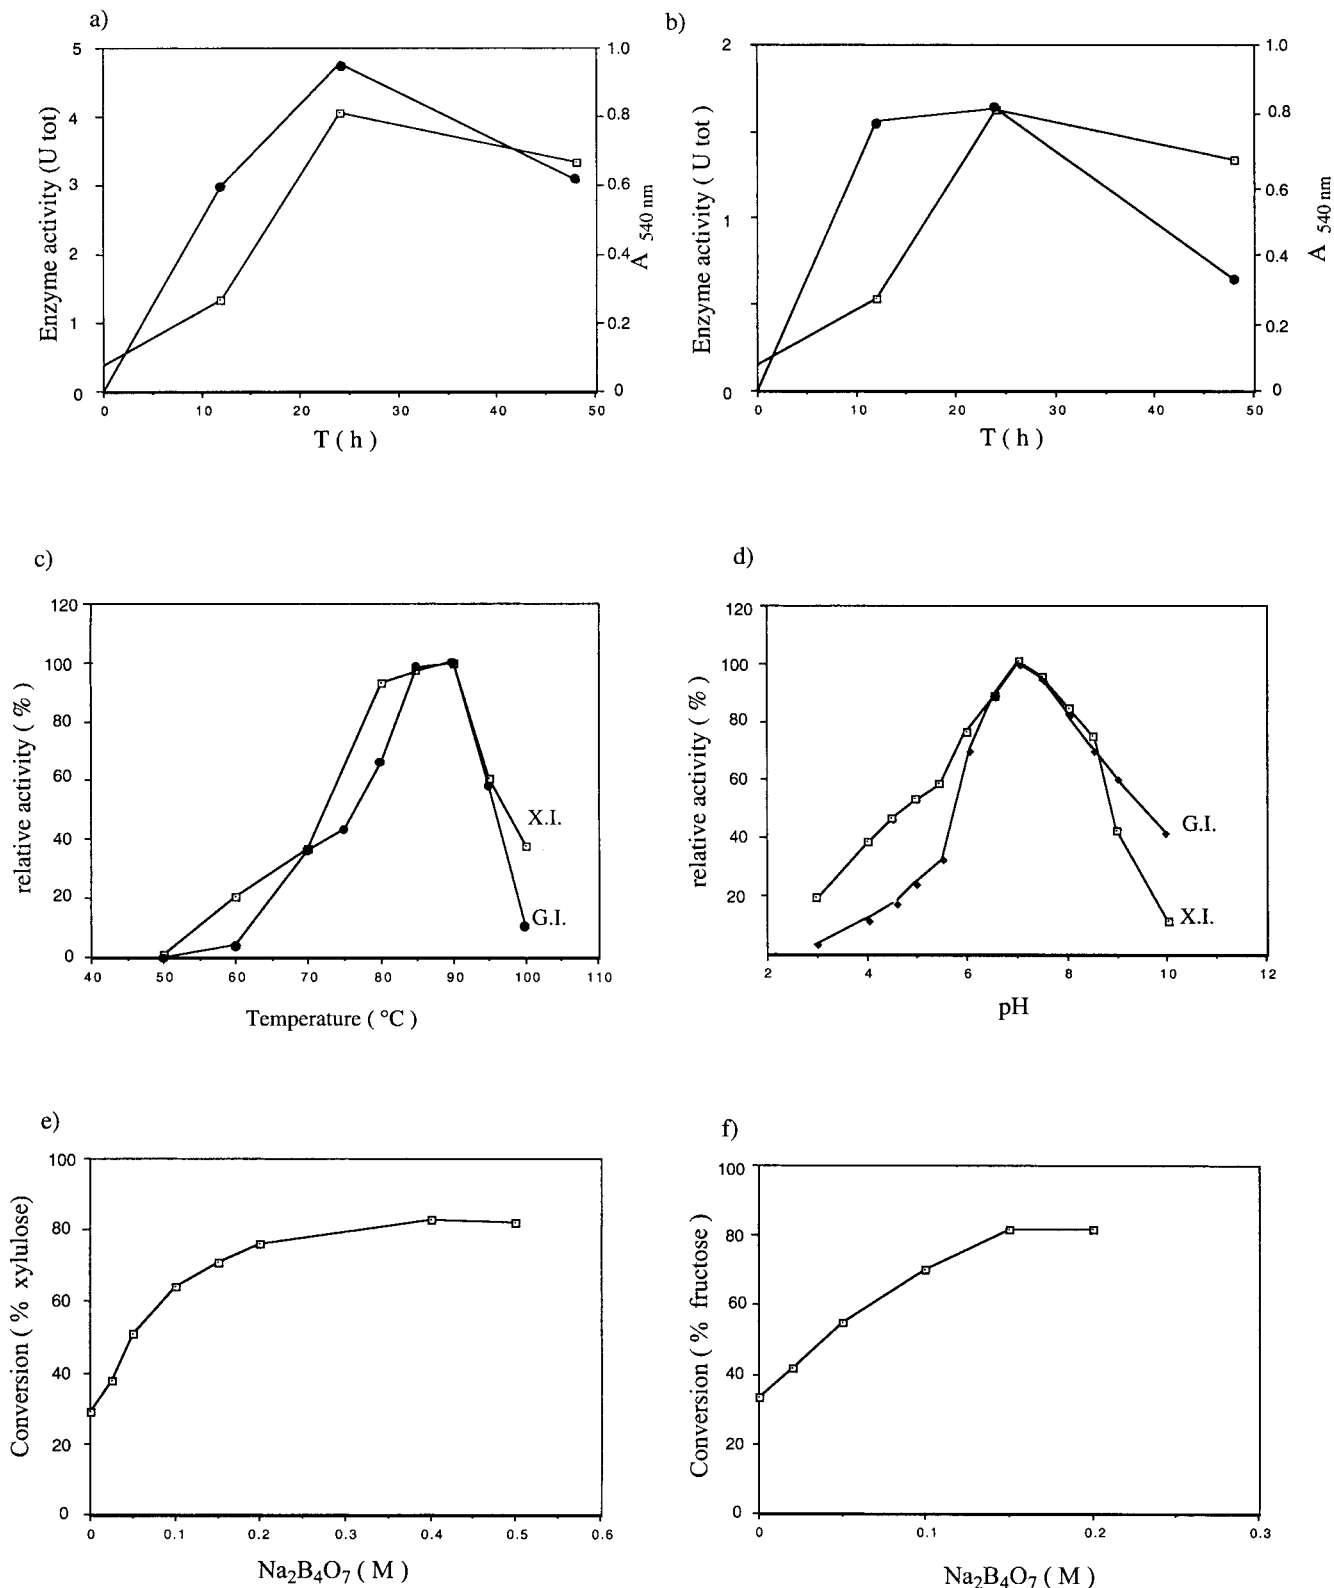 a)
Enzyme activity (U tot)
5
4
3
2
1
0
1.0
0.8
0.6
0.4
0.2
0
A 540 nm
0 10 20 30 40 50
T ( h )
b)
Enzyme activity ( U tot )
2
1
0
1.0
0.8
0.6
0.4
0.2
0
A 540 nm
0 10 20 30 40 50
T ( h )
c)
relative activity ( % )
120
100
80
60
40
20
0
X.I.
G.I.
40 50 60 70 80 90 100 110
Temperature ( °C )
d)
relative activity ( % )
120
100
80
60
40
20
G.I.
X.I.
2 4 6 8 10 12
pH
e)
Conversion ( % xylulose)
100
80
60
40
20
0
0 0.1 0.2 0.3 0.4 0.5 0.6
Na2B4O7 ( M )
f)
Conversion ( % fructose )
100
80
60
40
20
0
0 0.1 0.2 0.3
Na2B4O7 ( M )